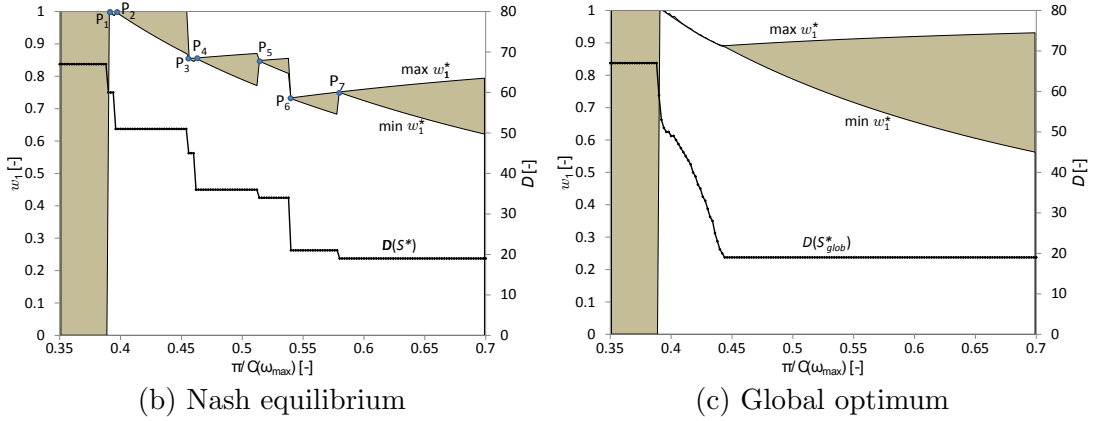 1
0.9
0.8
0.7
0.6
0.5
0.4
0.3
0.2
0.1
0
w₁ [-]
80
70
60
50
40
30
20
10
0
D [-]
0.35 0.4 0.45 0.5 0.55 0.6 0.65 0.7
π/C(ω_max) [-]
P₁ P₂
P₃ P₄
P₅
P₆ P₇
max w₁*
min w₁*
D(S*)
(b) Nash equilibrium
1
0.9
0.8
0.7
0.6
0.5
0.4
0.3
0.2
0.1
0
w₁ [-]
80
70
60
50
40
30
20
10
0
D [-]
0.35 0.4 0.45 0.5 0.55 0.6 0.65 0.7
π/C(ω_max) [-]
max w₁*
min w₁*
D(S*_glob)
(c) Global optimum